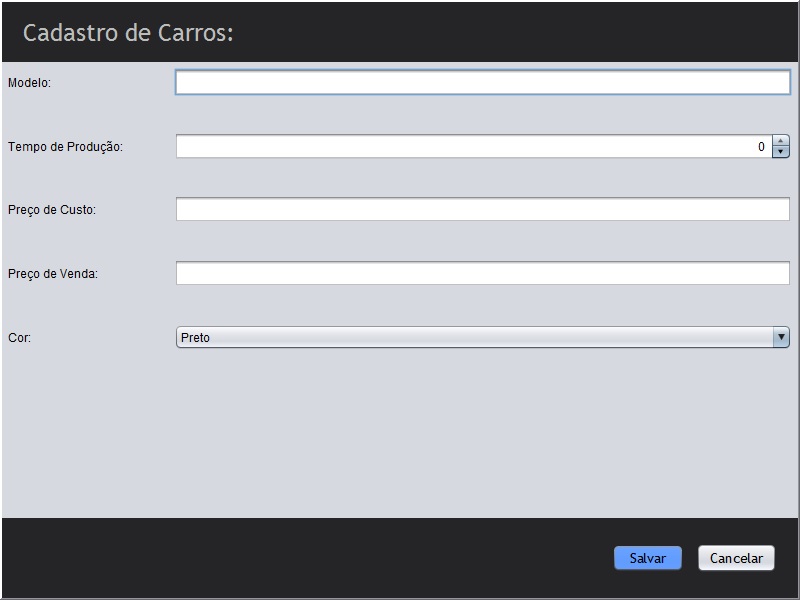 Cadastro de Carros:
Modelo:
Tempo de Produção: 0
Preço de Custo:
Preço de Venda:
Cor: Preto
Salvar Cancelar